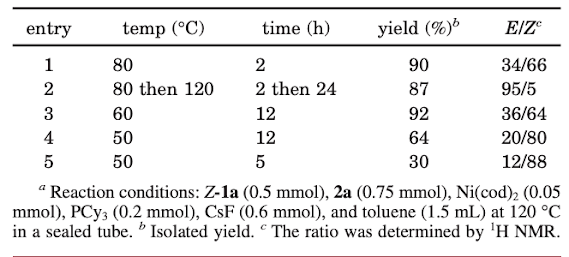 entry temp (°C) time (h) yield (%)ᵇ E/Zᶜ
1 80 2 90 34/66
2 80 then 120 2 then 24 87 95/5
3 60 12 92 36/64
4 50 12 64 20/80
5 50 5 30 12/88
ᵃ Reaction conditions: Z-1a (0.5 mmol), 2a (0.75 mmol), Ni(cod)₂ (0.05
mmol), PCy₃ (0.2 mmol), CsF (0.6 mmol), and toluene (1.5 mL) at 120 °C
in a sealed tube. ᵇ Isolated yield. ᶜ The ratio was determined by ¹H NMR.